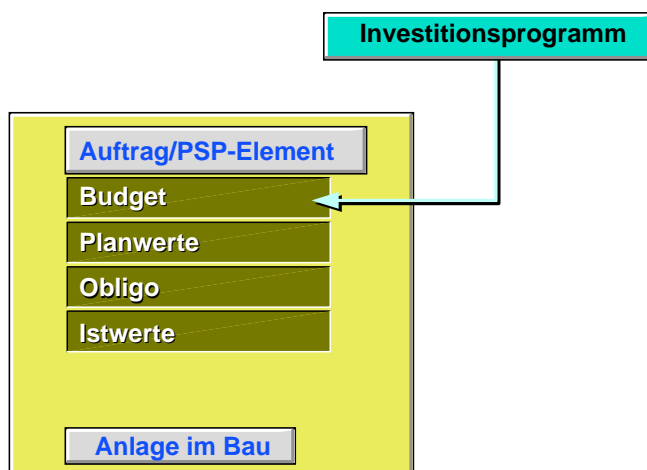 Investitionsprogramm
Auftrag/PSP-Element
Budget
Planwerte
Obligo
Istwerte
Anlage im Bau